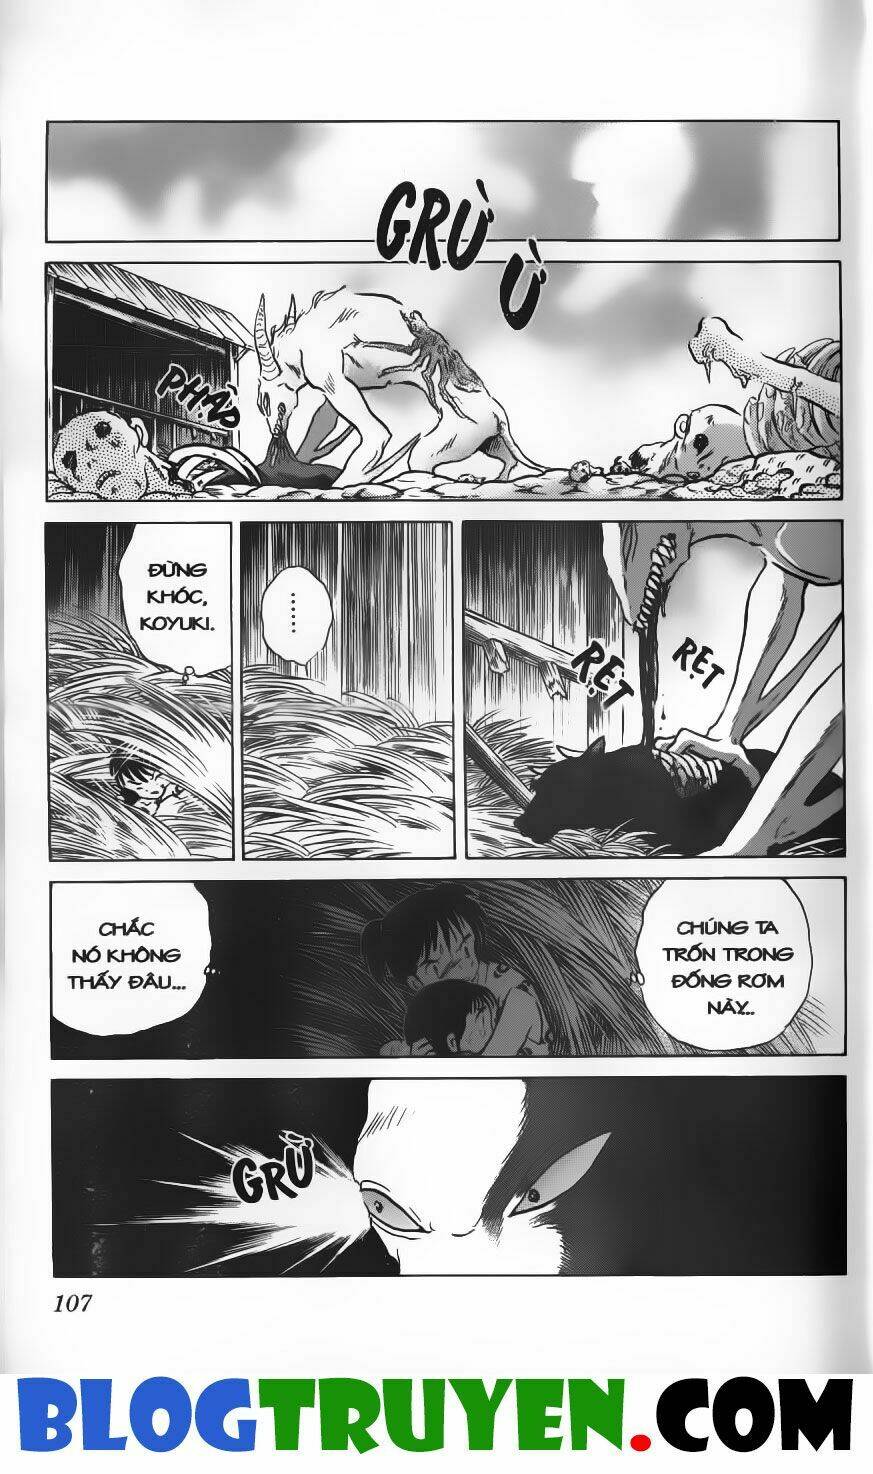 GRỪ
Ừ
PHẬP
RẸT
RẸT
......
ĐỪNG
KHÓC,
KOYUKI.
CHÚNG TA
TRỐN TRONG
ĐỐNG RƠM
NÀY...
CHẮC
NÓ KHÔNG
THẤY ĐÂU...
GRỪ
107
BLOGTRUYEN.COM